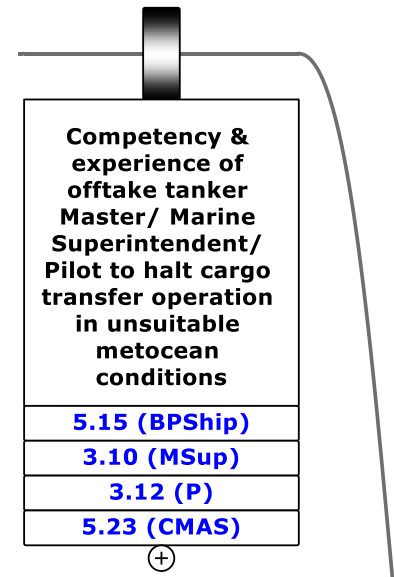 Competency &
experience of
offtake tanker
Master/ Marine
Superintendent/
Pilot to halt cargo
transfer operation
in unsuitable
metocean
conditions
5.15 (BPShip)
3.10 (MSup)
3.12 (P)
5.23 (CMAS)